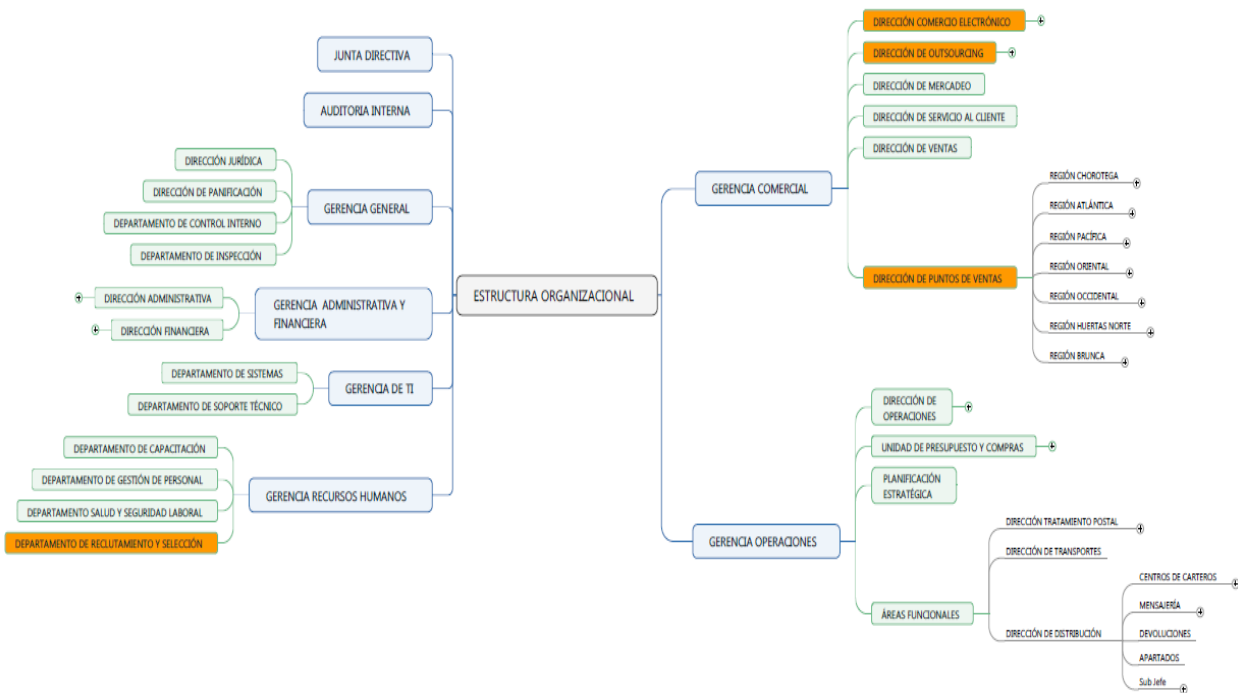 ESTRUCTURA ORGANIZACIONAL
JUNTA DIRECTIVA
AUDITORIA INTERNA
GERENCIA GENERAL
DIRECCIÓN JURÍDICA
DIRECCIÓN DE PANIFICACIÓN
DEPARTAMENTO DE CONTROL INTERNO
DEPARTAMENTO DE INSPECCIÓN
GERENCIA ADMINISTRATIVA Y
FINANCIERA
DIRECCIÓN ADMINISTRATIVA
DIRECCIÓN FINANCIERA
GERENCIA DE TI
DEPARTAMENTO DE SISTEMAS
DEPARTAMENTO DE SOPORTE TÉCNICO
GERENCIA RECURSOS HUMANOS
DEPARTAMENTO DE CAPACITACIÓN
DEPARTAMENTO DE GESTIÓN DE PERSONAL
DEPARTAMENTO SALUD Y SEGURIDAD LABORAL
DEPARTAMENTO DE RECLUTAMIENTO Y SELECCIÓN
GERENCIA COMERCIAL
DIRECCIÓN COMERCIO ELECTRÓNICO
DIRECCIÓN DE OUTSOURCING
DIRECCIÓN DE MERCADEO
DIRECCIÓN DE SERVICIO AL CLIENTE
DIRECCIÓN DE VENTAS
DIRECCIÓN DE PUNTOS DE VENTAS
REGIÓN CHOROTEGA
REGIÓN ATLÁNTICA
REGIÓN PACÍFICA
REGIÓN ORIENTAL
REGIÓN OCCIDENTAL
REGIÓN HUERTAS NORTE
REGIÓN BRUNCA
GERENCIA OPERACIONES
DIRECCIÓN DE
OPERACIONES
UNIDAD DE PRESUPUESTO Y COMPRAS
PLANIFICACIÓN
ESTRATÉGICA
ÁREAS FUNCIONALES
DIRECCIÓN TRATAMIENTO POSTAL
DIRECCIÓN DE TRANSPORTES
DIRECCIÓN DE DISTRIBUCIÓN
CENTROS DE CARTEROS
MENSAJERÍA
DEVOLUCIONES
APARTADOS
Sub Jefe